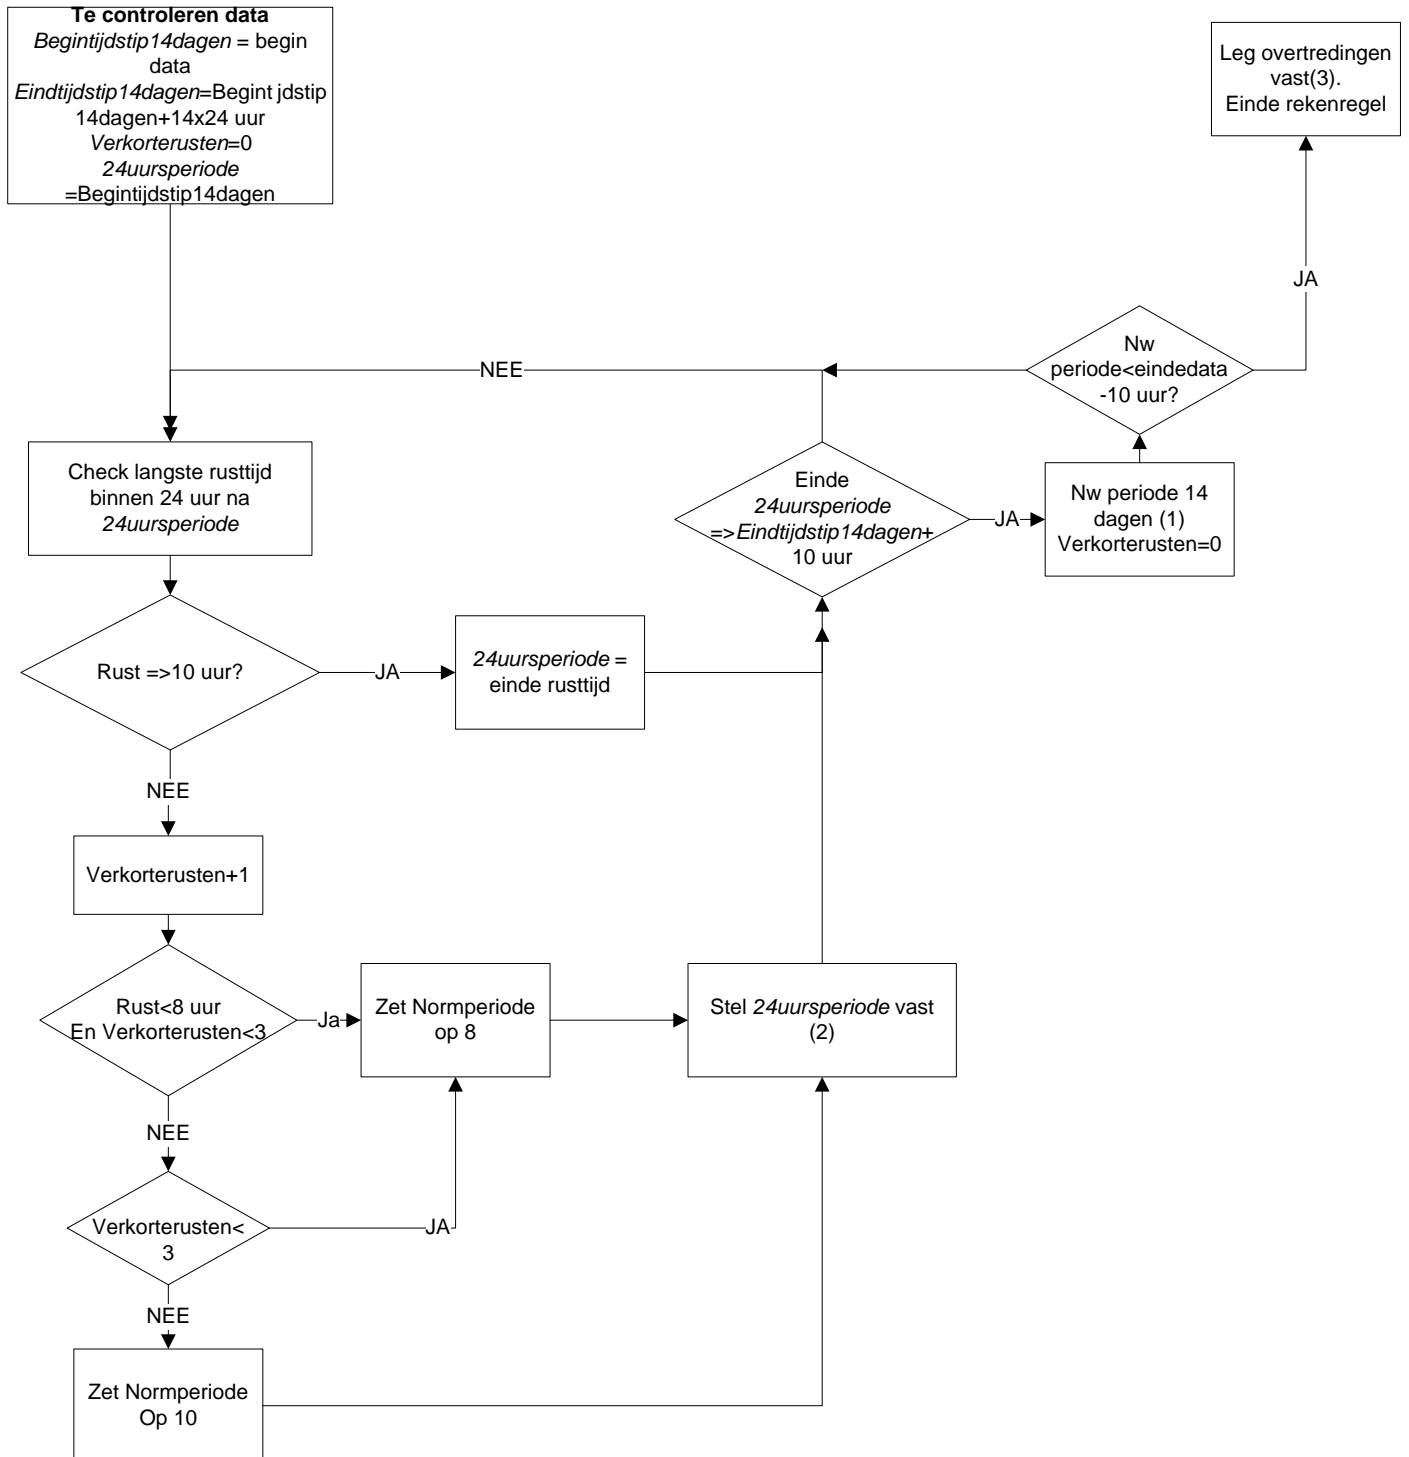 Te controleren data
Begintijdstip14dagen = begin
data
Eindtijdstip14dagen=Begint jdstip
14dagen+14x24 uur
Verkorterusten=0
24uursperiode
=Begintijdstip14dagen
Leg overtredingen
vast(3).
Einde rekenregel
JA
Nw
periode<eindedata
-10 uur?
NEE
Check langste rusttijd
binnen 24 uur na
24uursperiode
Einde
24uursperiode
=>Eindtijdstip14dagen+
10 uur
JA
Nw periode 14
dagen (1)
Verkorterusten=0
Rust =>10 uur?
JA
24uursperiode =
einde rusttijd
NEE
Verkorterusten+1
Rust<8 uur
En Verkorterusten<3
Ja
Zet Normperiode
op 8
Stel 24uursperiode vast
(2)
NEE
Verkorterusten<
3
JA
NEE
Zet Normperiode
Op 10